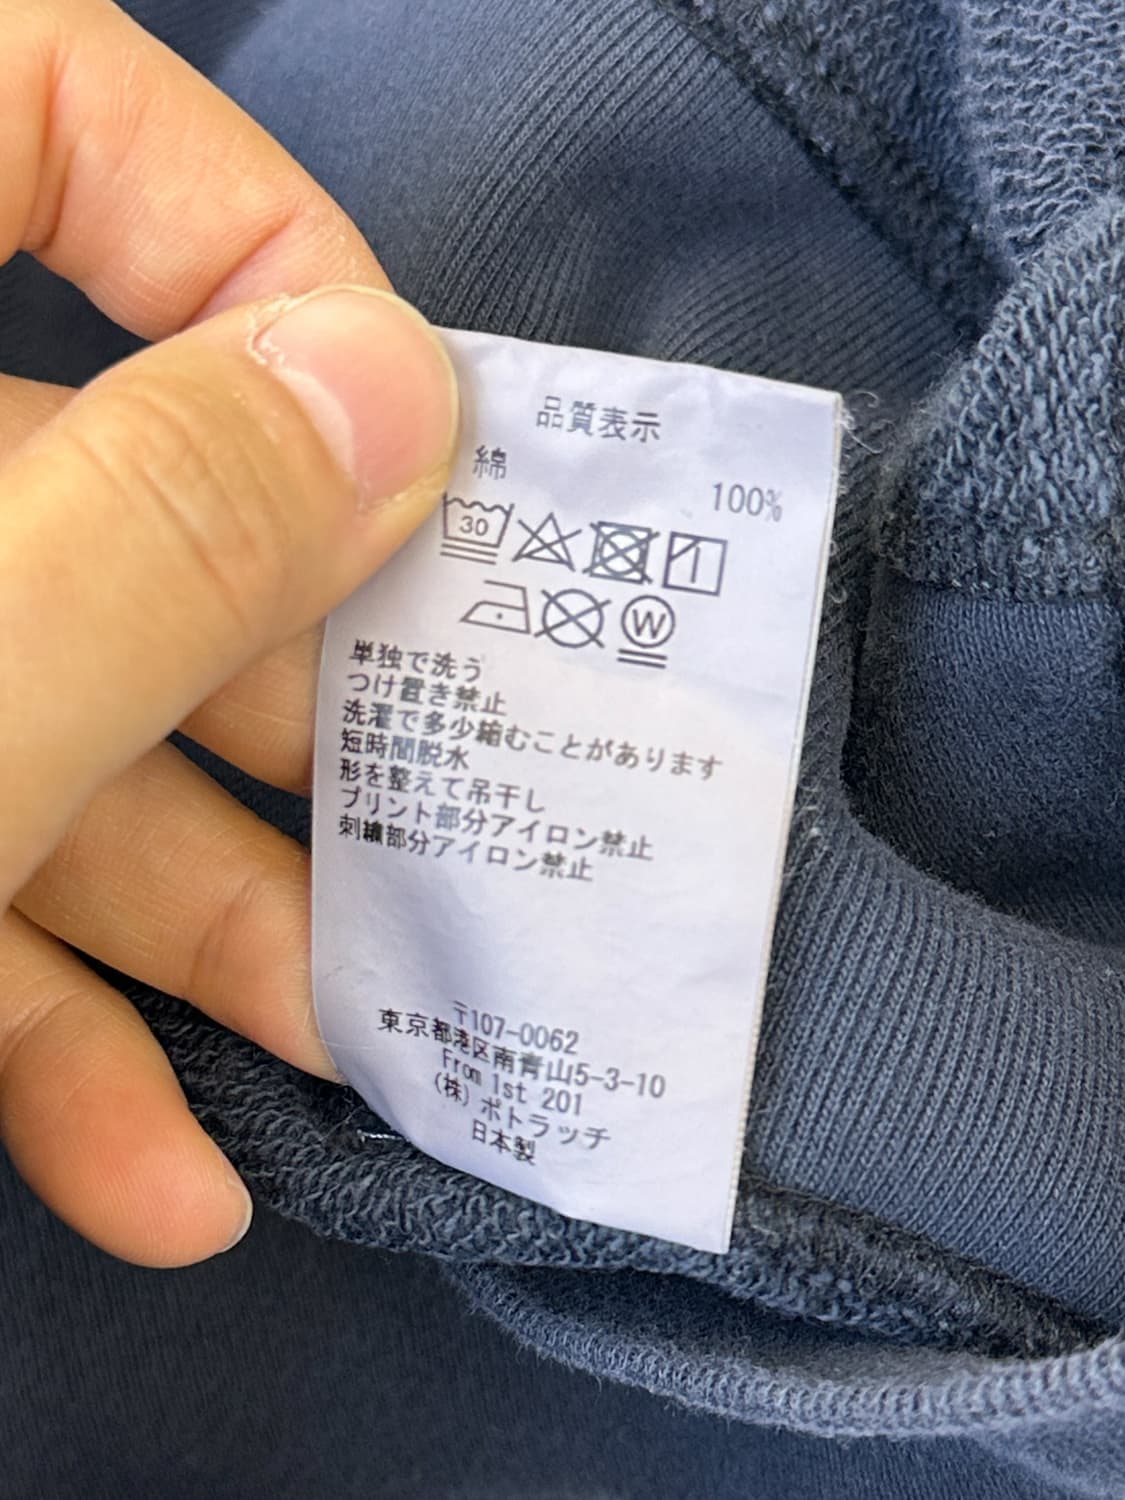 品質表示
綿 100%
30
W
単独で洗う
つけ置き禁止
洗濯で多少縮むことがあります
短時間脱水
形を整えて吊干し
プリント部分アイロン禁止
刺繍部分アイロン禁止
〒107-0062
東京都港区南青山5-3-10
From 1st 201
(株) ポトラッチ
日本製